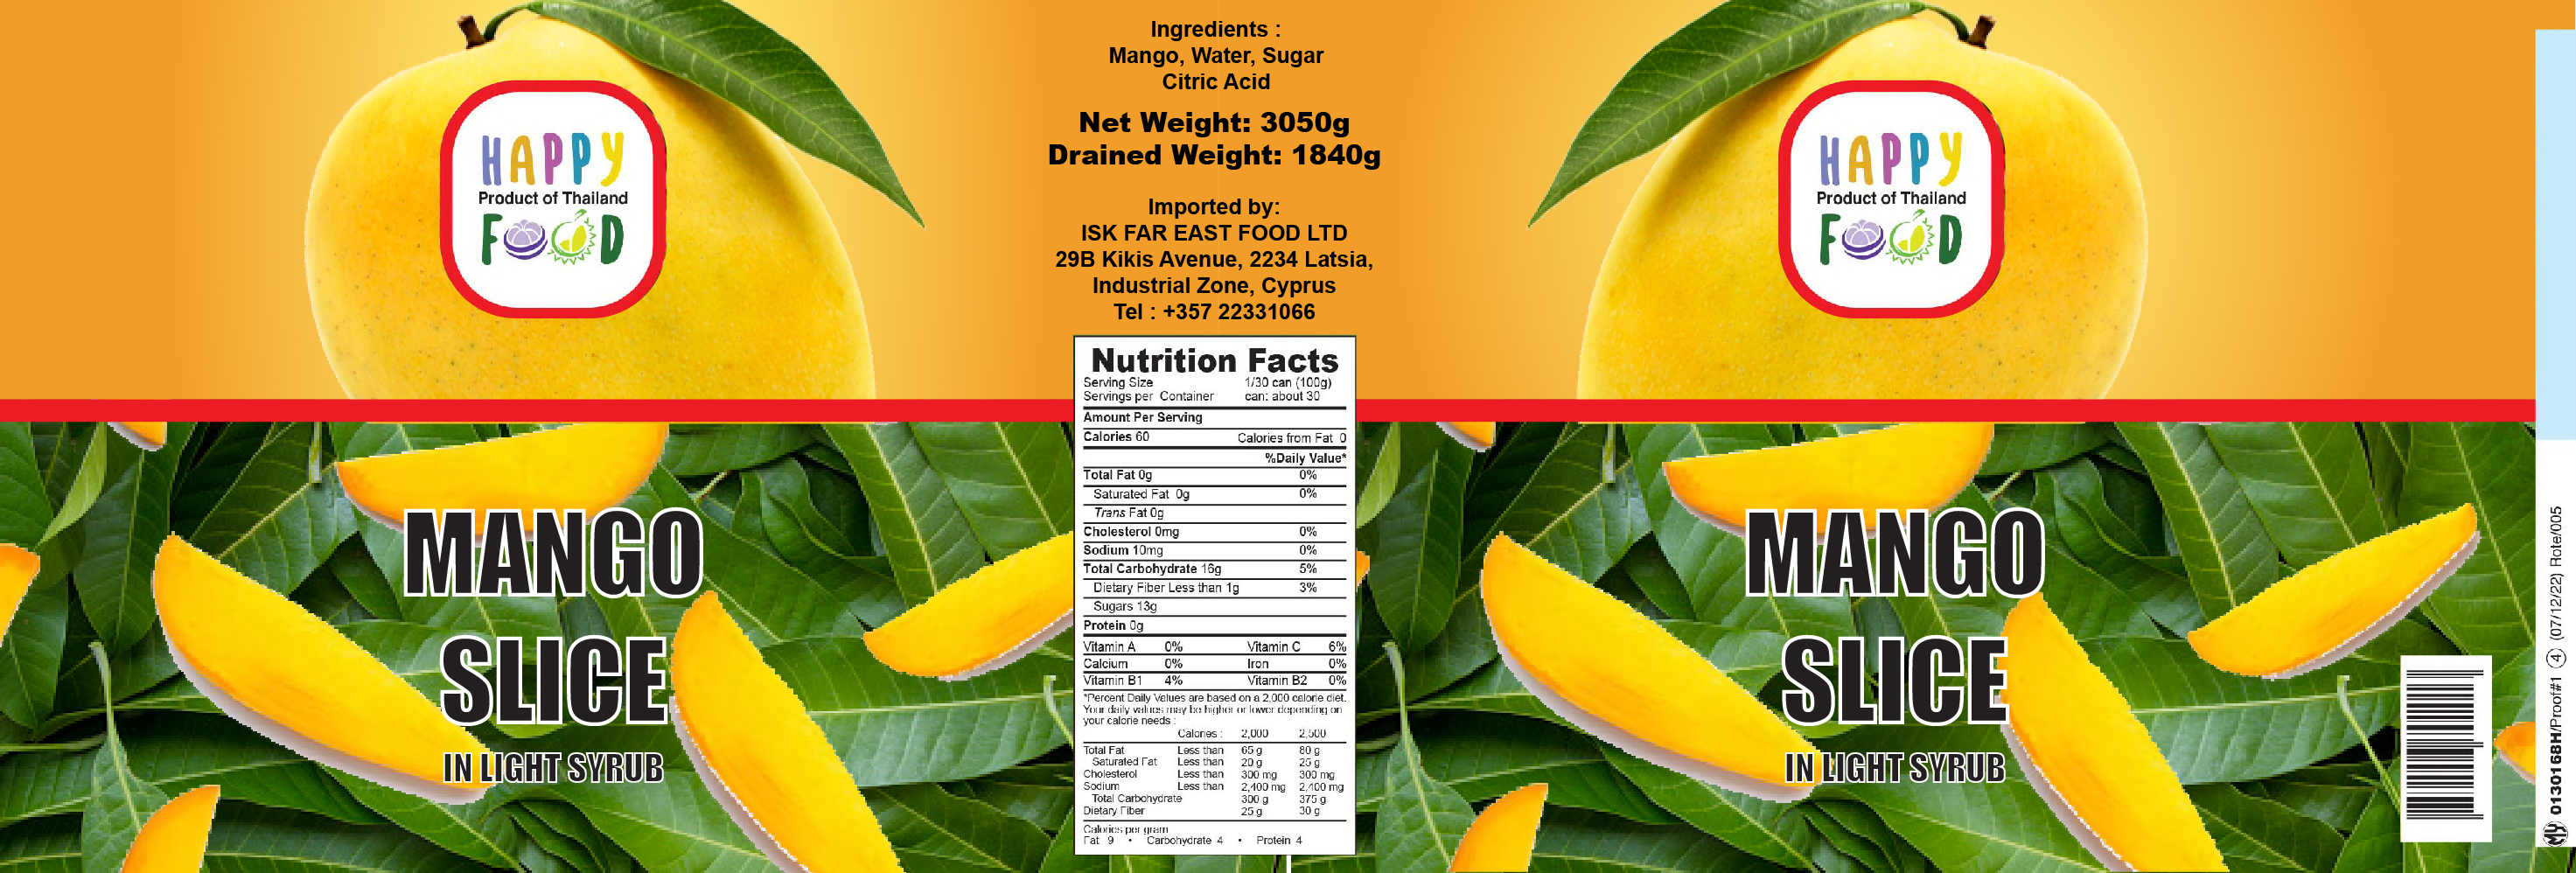 HAPPY
Product of Thailand
FOOD
MANGO
SLICE
IN LIGHT SYRUB
Ingredients :
Mango, Water, Sugar
Citric Acid
Net Weight: 3050g
Drained Weight: 1840g
Imported by:
ISK FAR EAST FOOD LTD
29B Kikis Avenue, 2234 Latsia,
Industrial Zone, Cyprus
Tel : +357 22331066
Nutrition Facts
Serving Size 1/30 can (100g)
Servings per Container can: about 30
Amount Per Serving
Calories 60 Calories from Fat 0
%Daily Value*
Total Fat 0g 0%
Saturated Fat 0g 0%
Trans Fat 0g
Cholesterol 0mg 0%
Sodium 10mg 0%
Total Carbohydrate 16g 5%
Dietary Fiber Less than 1g 3%
Sugars 13g
Protein 0g
Vitamin A 0% Vitamin C 6%
Calcium 0% Iron 0%
Vitamin B1 4% Vitamin B2 0%
*Percent Daily Values are based on a 2,000 calorie diet.
Your daily values may be higher or lower depending on
your calorie needs :
Calories : 2,000 2,500
Total Fat Less than 65 g 80 g
Saturated Fat Less than 20 g 25 g
Cholesterol Less than 300 mg 300 mg
Sodium Less than 2,400 mg 2,400 mg
Total Carbohydrate 300 g 375 g
Dietary Fiber 25 g 30 g
Calories per gram
Fat 9 • Carbohydrate 4 • Protein 4
HAPPY
Product of Thailand
FOOD
MANGO
SLICE
IN LIGHT SYRUB
MY 0130168H/Proof#1 4 (07/12/22) Rote/005